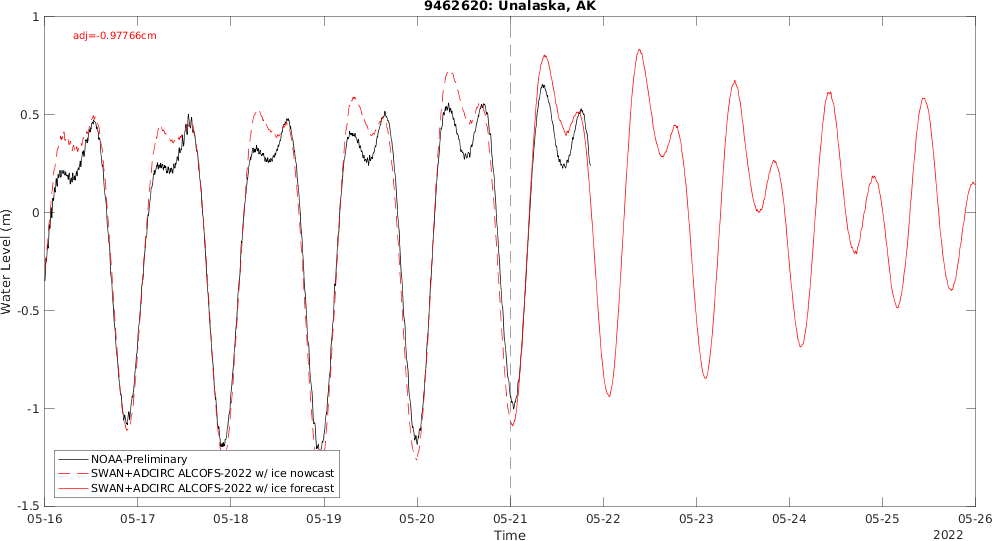 9462620: Unalaska, AK
adj=-0.97766cm
Water Level (m)
1
0.5
0
-0.5
-1
-1.5
NOAA-Preliminary
SWAN+ADCIRC ALCOFS-2022 w/ ice nowcast
SWAN+ADCIRC ALCOFS-2022 w/ ice forecast
05-16 05-17 05-18 05-19 05-20 05-21 05-22 05-23 05-24 05-25 05-26
Time
2022